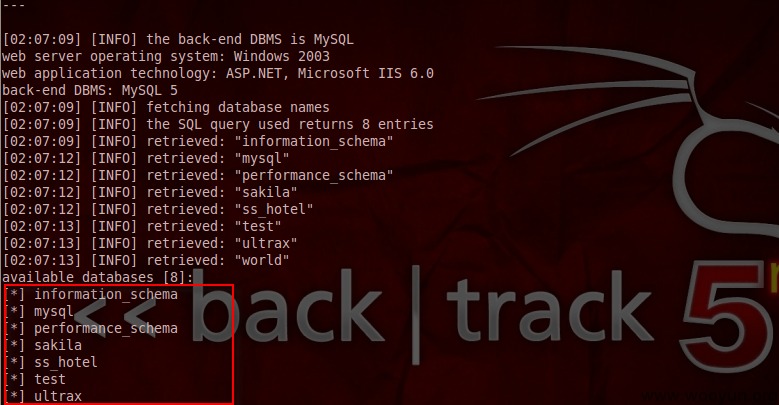 ---
[02:07:09] [INFO] the back-end DBMS is MySQL
web server operating system: Windows 2003
web application technology: ASP.NET, Microsoft IIS 6.0
back-end DBMS: MySQL 5
[02:07:09] [INFO] fetching database names
[02:07:09] [INFO] the SQL query used returns 8 entries
[02:07:09] [INFO] retrieved: "information_schema"
[02:07:12] [INFO] retrieved: "mysql"
[02:07:12] [INFO] retrieved: "performance_schema"
[02:07:12] [INFO] retrieved: "sakila"
[02:07:12] [INFO] retrieved: "ss_hotel"
[02:07:13] [INFO] retrieved: "test"
[02:07:13] [INFO] retrieved: "ultrax"
[02:07:13] [INFO] retrieved: "world"
available databases [8]:
[*] information_schema
[*] mysql
[*] performance_schema
[*] sakila
[*] ss_hotel
[*] test
[*] ultrax
<< back | track 5